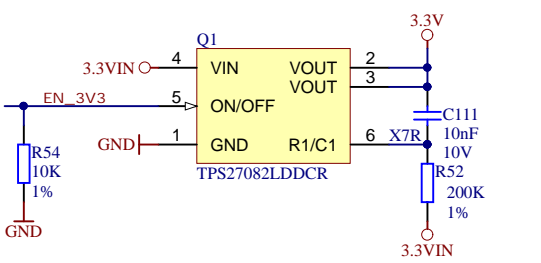 3.3V
Q1
3.3VIN
4
VIN
VOUT
2
VOUT
3
EN_3V3
5
ON/OFF
C111
10nF
10V
GND
1
GND
R1/C1
6
X7R
R54
10K
1%
TPS27082LDDCR
R52
200K
1%
GND
3.3VIN